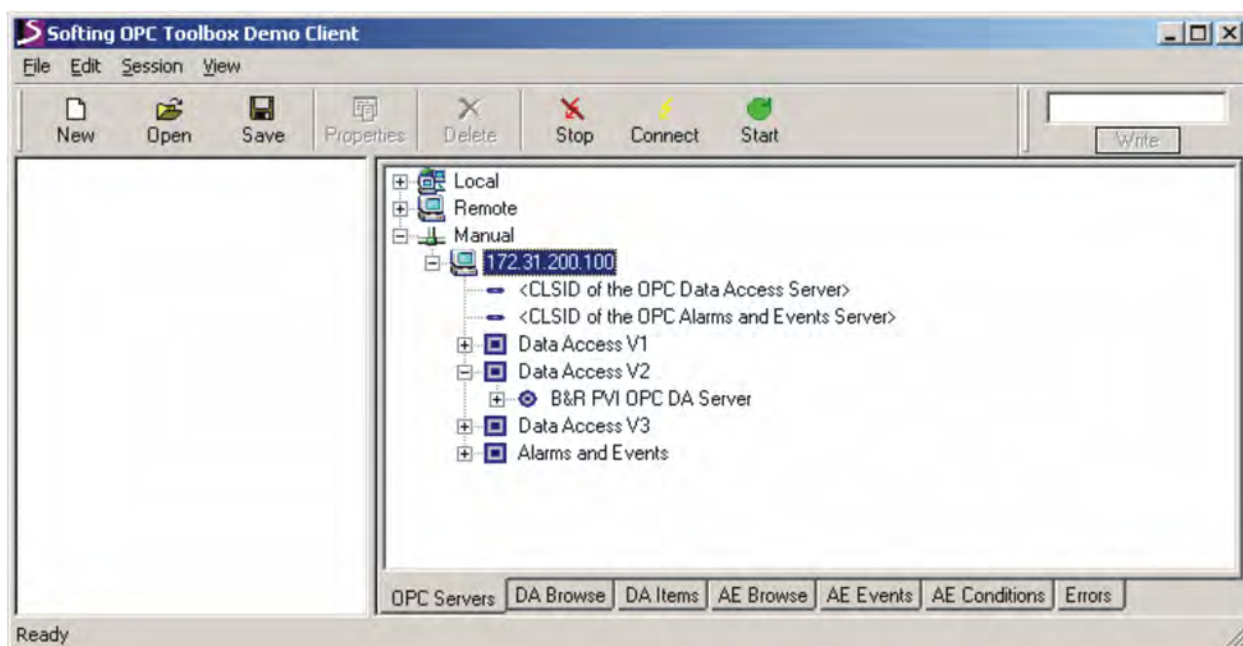 Softing OPC Toolbox Demo Client
File Edit Session View
New Open Save Properties Delete Stop Connect Start Write
Local
Remote
Manual
172.31.200.100
<CLSID of the OPC Data Access Server>
<CLSID of the OPC Alarms and Events Server>
Data Access V1
Data Access V2
B&R PVI OPC DA Server
Data Access V3
Alarms and Events
OPC Servers DA Browse DA Items AE Browse AE Events AE Conditions Errors
Ready